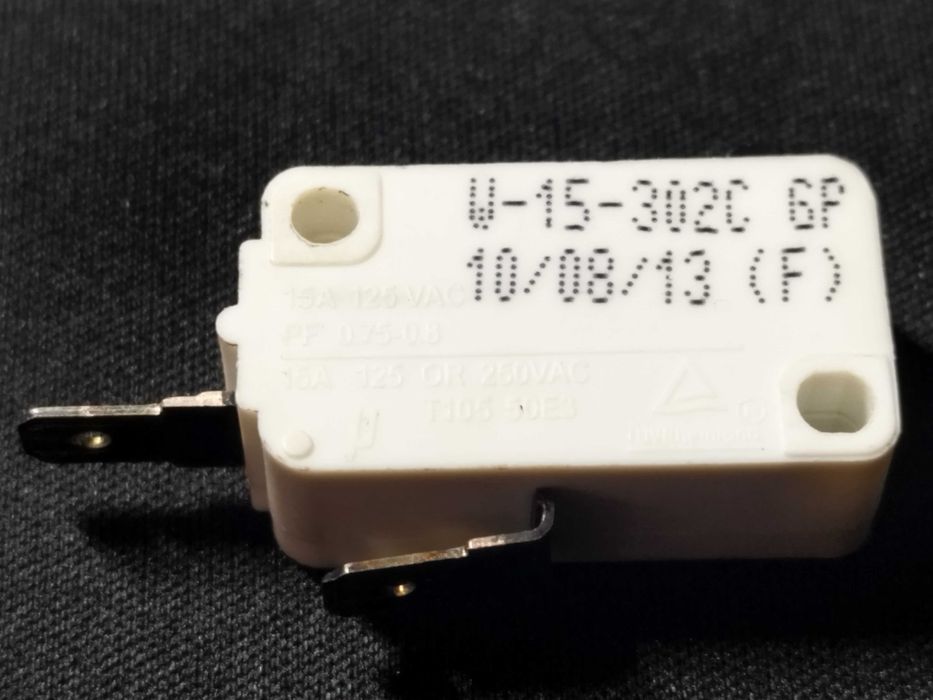 W-15-302C GP
10/08/13 (F)
15A 125 VAC
PF 0.75-0.8
15A 125 OR 250VAC
T105 50E3